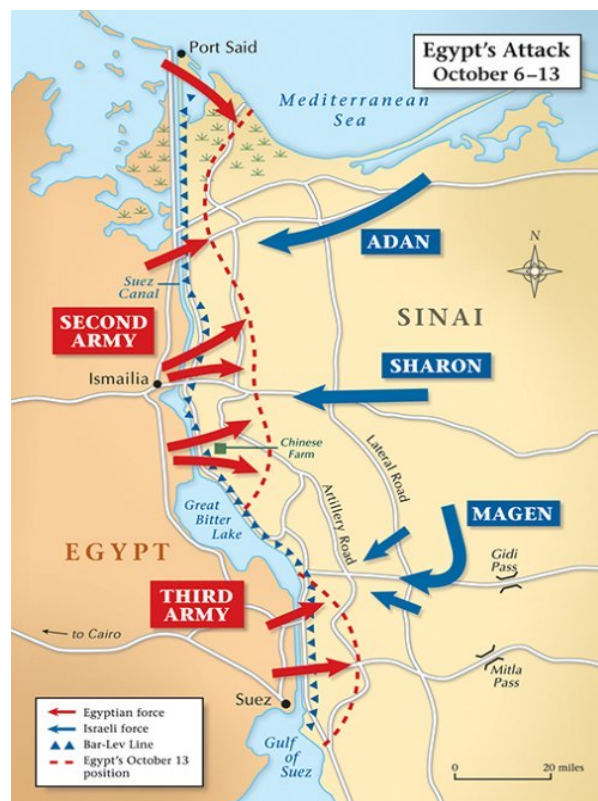 Port Said
Egypt's Attack
October 6–13
Mediterranean
Sea
ADAN
N
Suez
Canal
SINAI
SECOND
ARMY
SHARON
Ismailia
Chinese
Farm
Lateral Road
Artillery Road
Great
Bitter
Lake
MAGEN
EGYPT
Gidi
Pass
THIRD
ARMY
to Cairo
Mitla
Pass
Suez
Gulf
of
Suez
Egyptian force
Israeli force
Bar-Lev Line
Egypt's October 13
position
0 20 miles